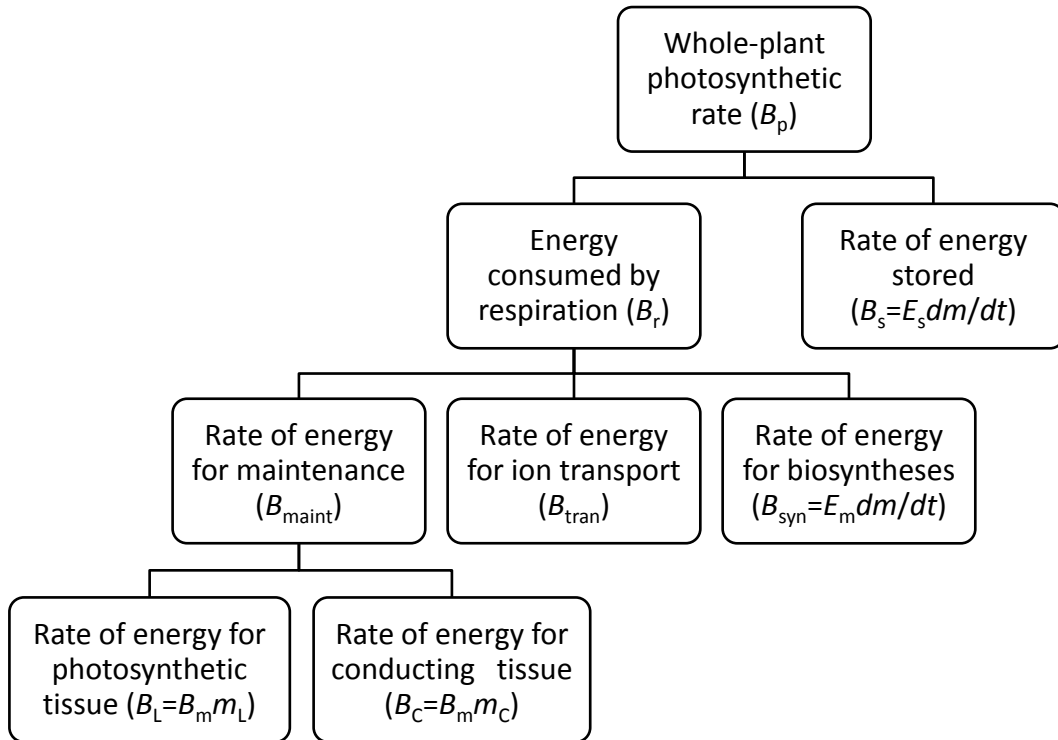 Whole-plant
photosynthetic
rate (Bp)
Energy
consumed by
respiration (Br)
Rate of energy
stored
(Bs=Esdm/dt)
Rate of energy
for maintenance
(Bmaint)
Rate of energy
for ion transport
(Btran)
Rate of energy
for biosyntheses
(Bsyn=Emdm/dt)
Rate of energy for
photosynthetic
tissue (BL=BmmL)
Rate of energy for
conducting tissue
(BC=BmmC)